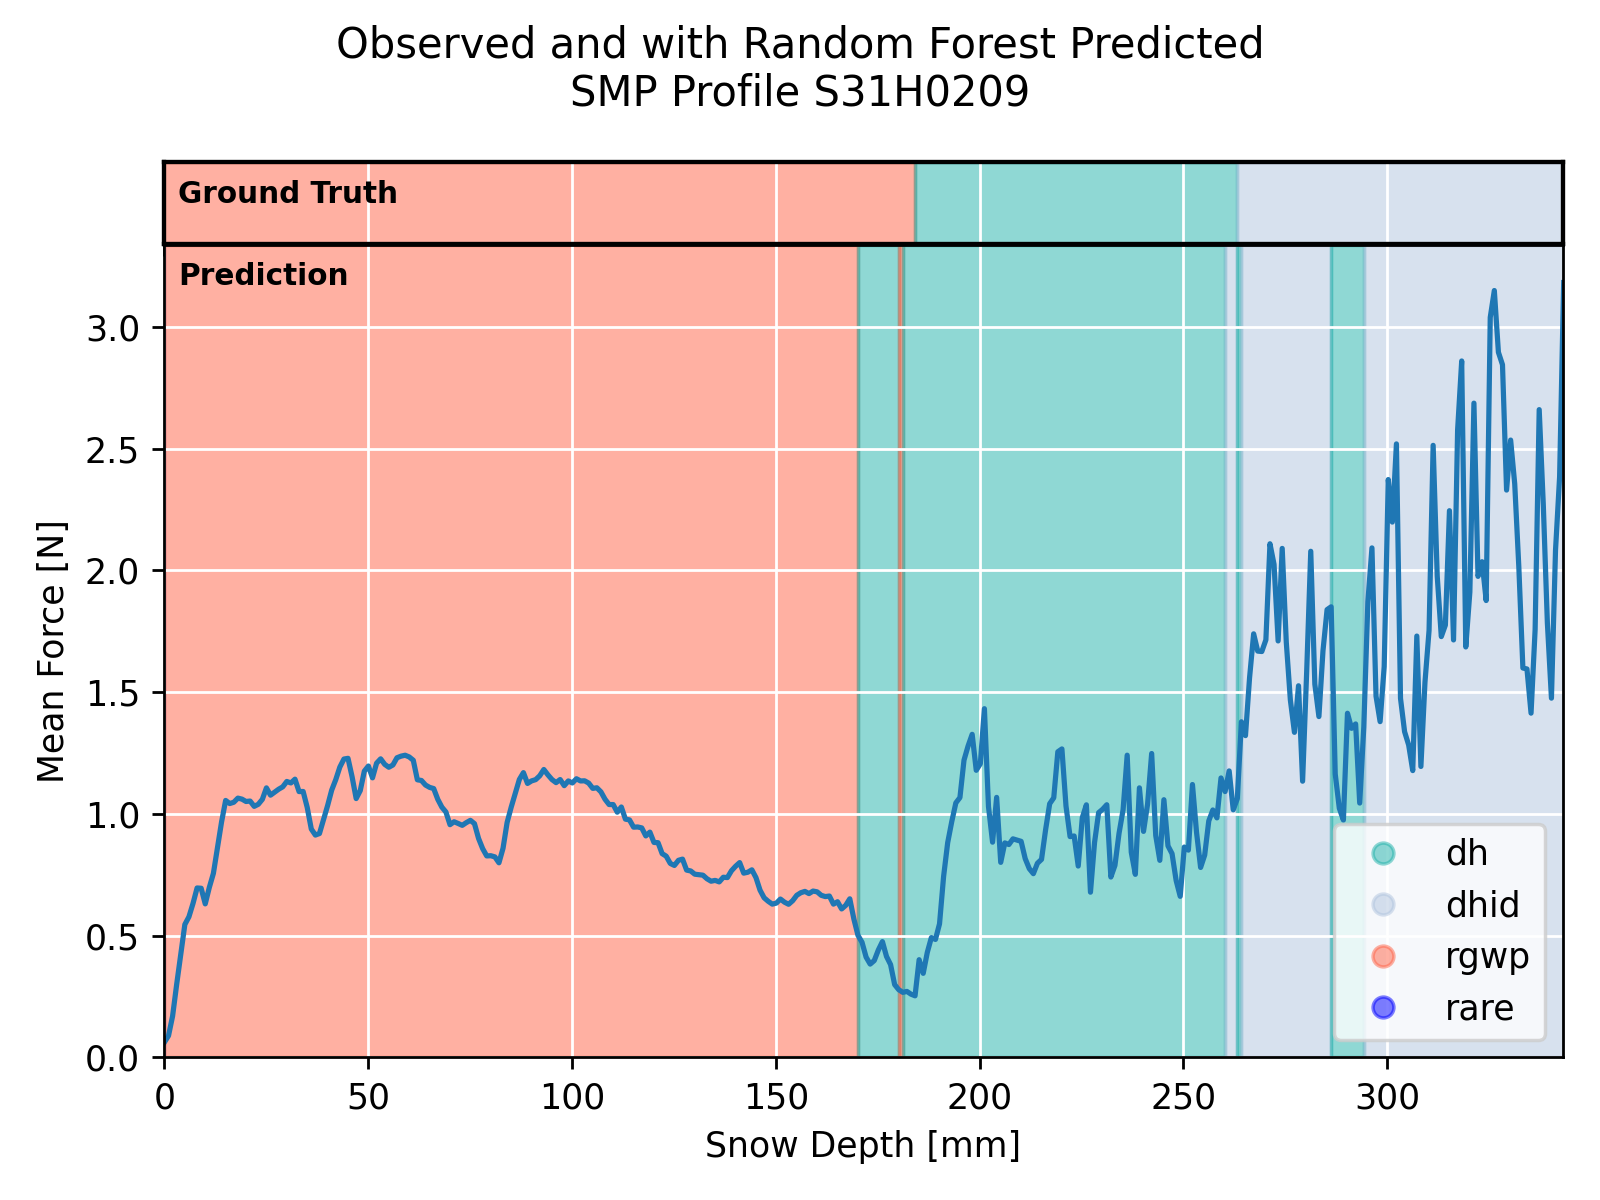 Observed and with Random Forest Predicted
SMP Profile S31H0209
Ground Truth
Prediction
3.0
2.5
2.0
1.5
1.0
0.5
0.0
Mean Force [N]
dh
dhid
rgwp
rare
0 50 100 150 200 250 300
Snow Depth [mm]